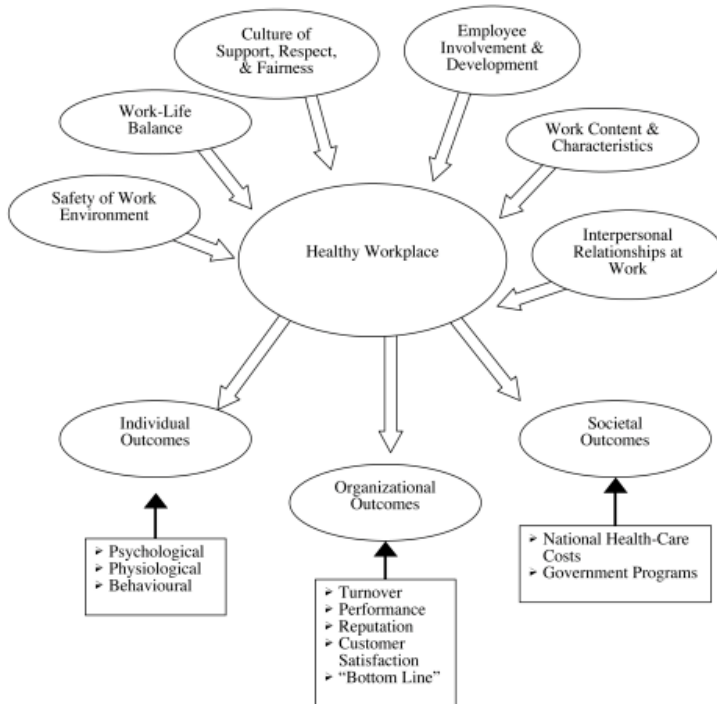 Culture of
Support, Respect,
& Fairness
Employee
Involvement &
Development
Work-Life
Balance
Work Content &
Characteristics
Safety of Work
Environment
Interpersonal
Relationships at
Work
Healthy Workplace
Individual
Outcomes
Organizational
Outcomes
Societal
Outcomes
➢ Psychological
➢ Physiological
➢ Behavioural
➢ Turnover
➢ Performance
➢ Reputation
➢ Customer
Satisfaction
➢ “Bottom Line”
➢ National Health-Care
Costs
➢ Government Programs